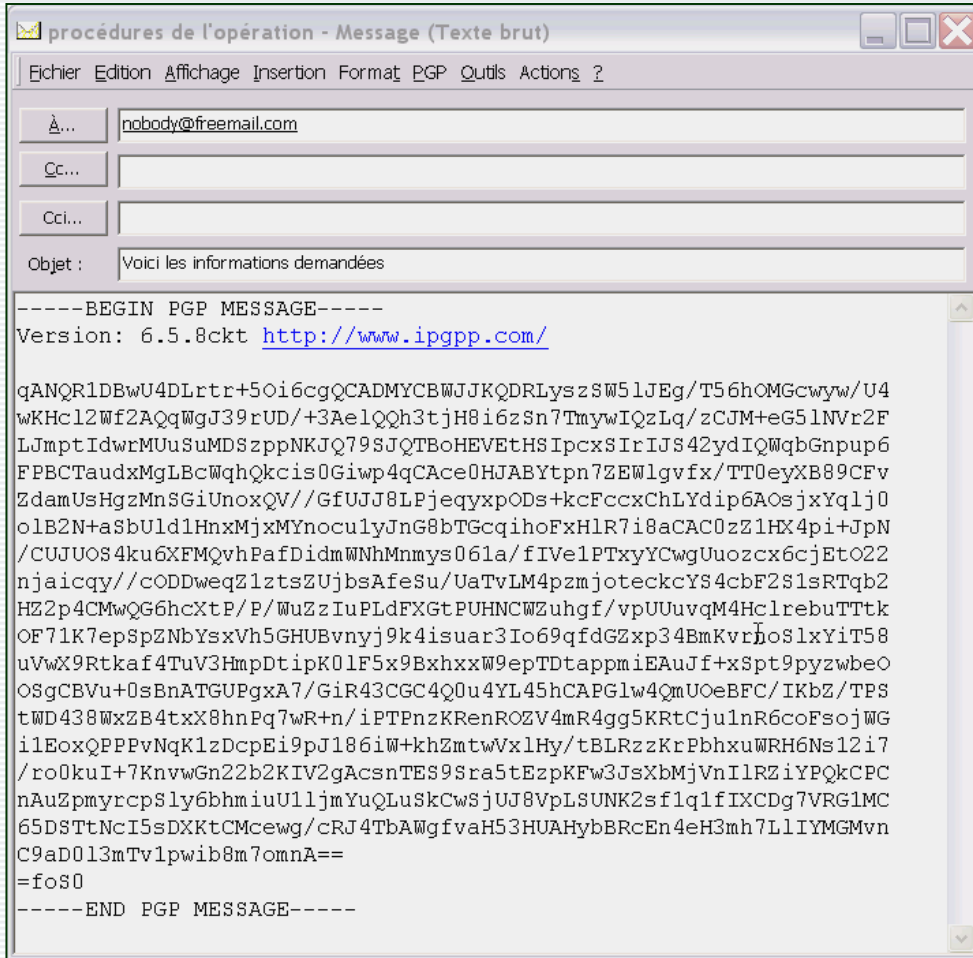 procédures de l'opération - Message (Texte brut)
Fichier Edition Affichage Insertion Format PGP Outils Actions ?
À... nobody@freemail.com
Cc...
Cci...
Objet : Voici les informations demandées
-----BEGIN PGP MESSAGE-----
Version: 6.5.8ckt http://www.ipgpp.com/
qANQR1DBwU4DLrtr+5Oi6cgQCADMYCBWJJKQDRLyszSW5lJEg/T56hOMGcwyw/U4
wKHcl2Wf2AQqWgJ39rUD/+3AelQQh3tjH8i6zSn7TmywIQzLq/zCJM+eG5lNVr2F
LJmptIdwrMUuSuMDSzppNKJQ79SJQTBoHEVEtHSIpcxSIrIJS42ydIQWqbGnpup6
FPBCTaudxMgLBcWqhQkcis0Giwp4qCAce0HJABYtpn7ZEWlgvfx/TT0eyXB89CFv
ZdamUsHgzMnSGiUnoxQV//GfUJJ8LPjeqyxpODs+kcFccxChLYdip6AOsjxYqlj0
olB2N+aSbUld1HnxMjxMYnocu1yJnG8bTGcqihoFxHlR7i8aCAC0zZ1HX4pi+JpN
/CUJUOS4ku6XFMQvhPafDidmWNhMnmys061a/fIVe1PTxyYCwgUuozcx6cjEtO22
njaicqy//cODDweqZ1ztsZUjbsAfeSu/UaTvLM4pzmjoteckcYS4cbF2S1sRTqb2
HZ2p4CMwQG6hcXtP/P/WuZzIuPLdFXGtPUHNCWZuhgf/vpUUuvqM4HclrebuTTtk
OF71K7epSpZNbYsxVh5GHUBvnyj9k4isuar3Io69qfdGZxp34BmKvrhoSlxYiT58
uVwX9Rtkaf4TuV3HmpDtipK0lF5x9BxhxxW9epTDtappmiEAuJf+xSpt9pyzwbeO
OSgCBVu+0sBnATGUPgxA7/GiR43CGC4Q0u4YL45hCAPGlw4QmUOeBFC/IKbZ/TPS
tWD438WxZB4txX8hnPq7wR+n/iPTPnzKRenROZV4mR4gg5KRtCju1nR6coFsojWG
i1EoxQPPPvNqK1zDcpEi9pJ186iW+khZmtwVxlHy/tBLRzzKrPbhxuWRH6Ns12i7
/ro0kuI+7KnvwGn22b2KIV2gAcsnTES9Sra5tEzpKFw3JsXbMjVnIlRZiYPQkCPC
nAuZpmyrcpSly6bhmiuU1ljmYuQLuSkCwSjUJ8VpLSUNK2sf1q1fIXCDg7VRG1MC
65DSTtNcI5sDXKtCMcewg/cRJ4TbAWgfvaH53HUAHybBRcEn4eH3mh7LlIYMGMvn
C9aD0l3mTv1pwib8m7omnA==
=foS0
-----END PGP MESSAGE-----